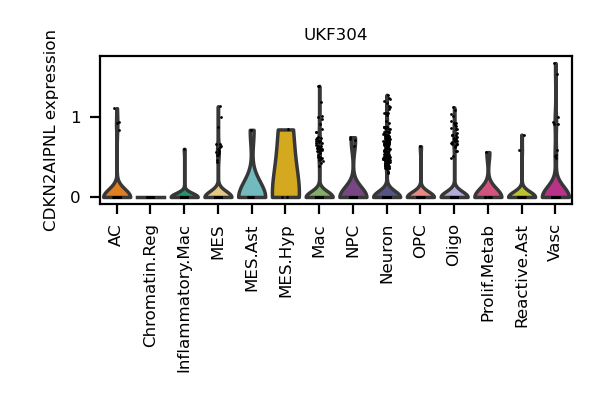 UKF304
CDKN2AIPNL expression
1
0
AC
Chromatin.Reg
Inflammatory.Mac
MES
MES.Ast
MES.Hyp
Mac
NPC
Neuron
OPC
Oligo
Prolif.Metab
Reactive.Ast
Vasc